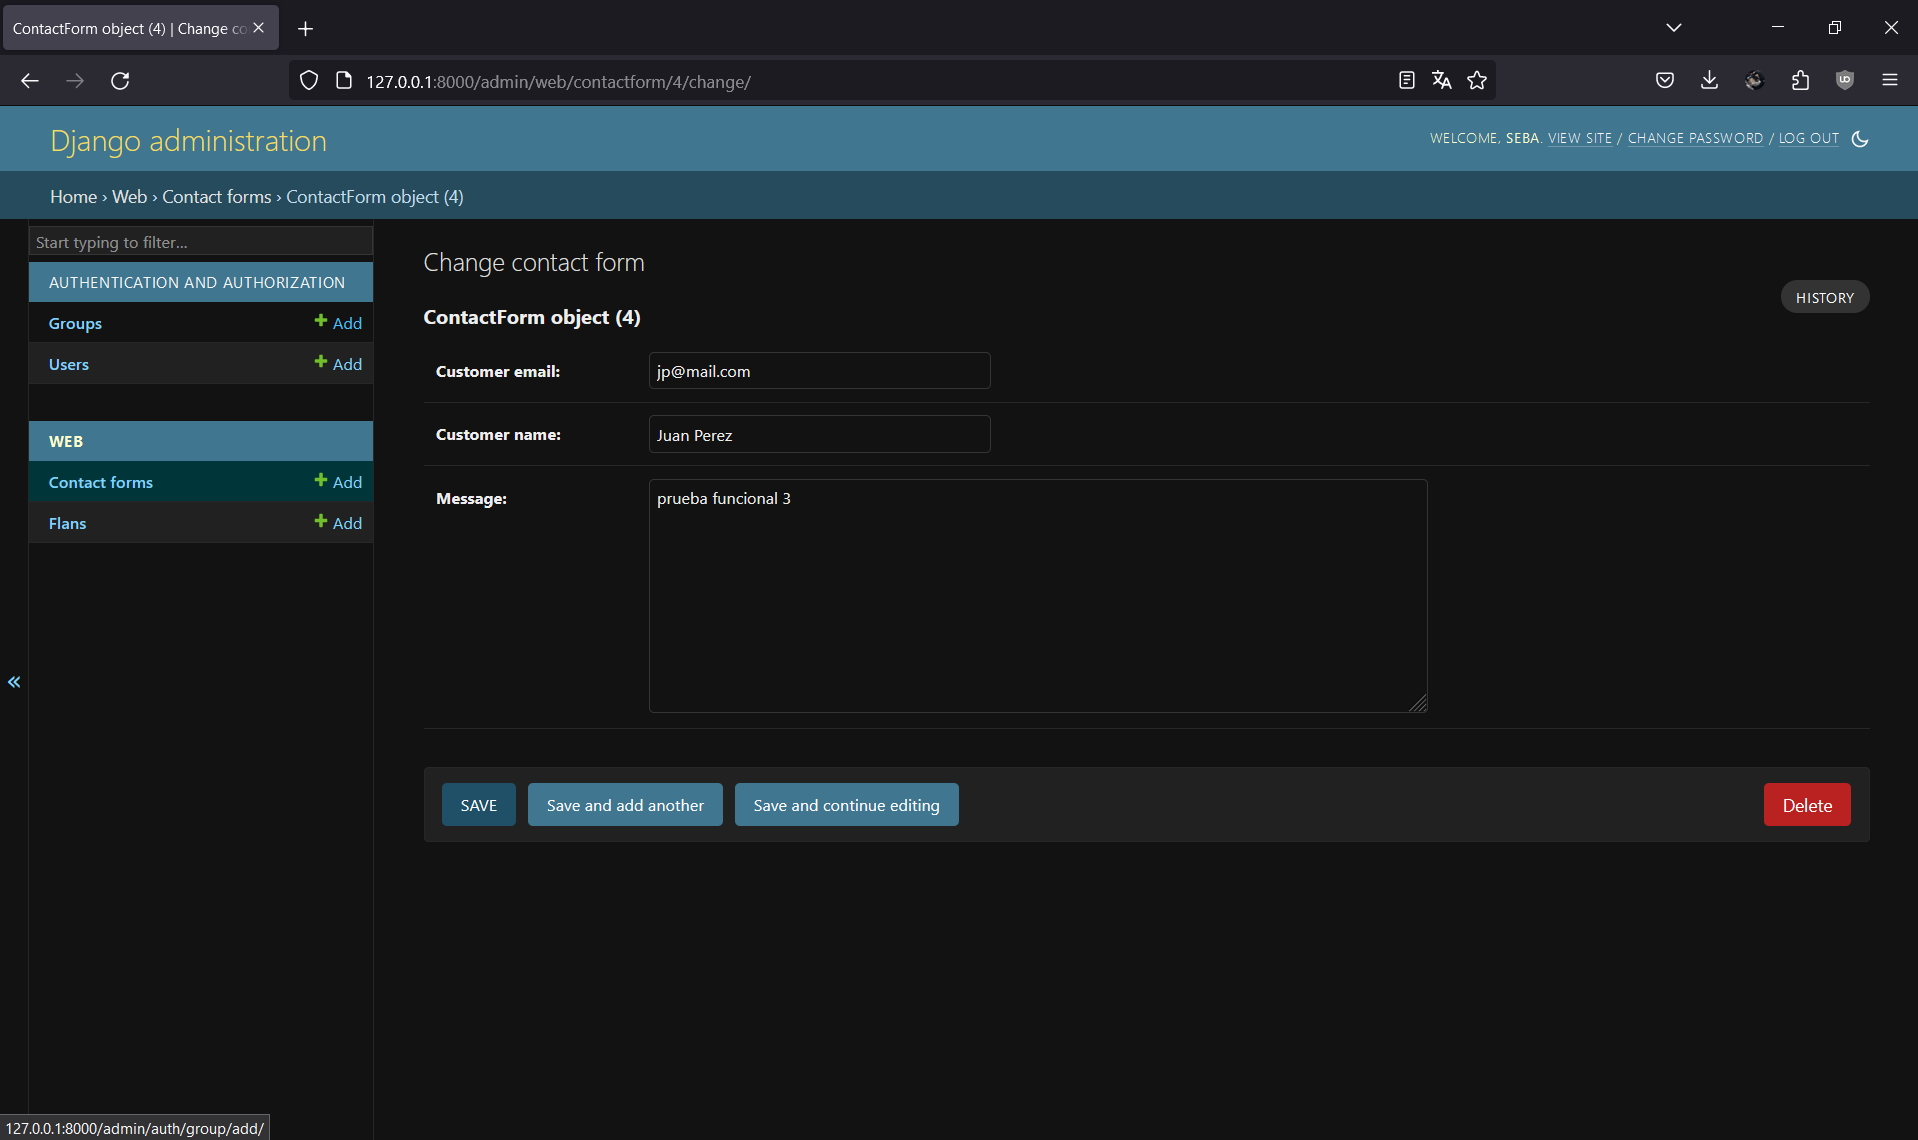 ContactForm object (4) | Change co
127.0.0.1:8000/admin/web/contactform/4/change/
Django administration
WELCOME, SEBA. VIEW SITE / CHANGE PASSWORD / LOG OUT
Home › Web › Contact forms › ContactForm object (4)
Start typing to filter...
AUTHENTICATION AND AUTHORIZATION
Groups + Add
Users + Add
WEB
Contact forms + Add
Flans + Add
«
Change contact form
HISTORY
ContactForm object (4)
Customer email: jp@mail.com
Customer name: Juan Perez
Message: prueba funcional 3
SAVE Save and add another Save and continue editing Delete
127.0.0.1:8000/admin/auth/group/add/